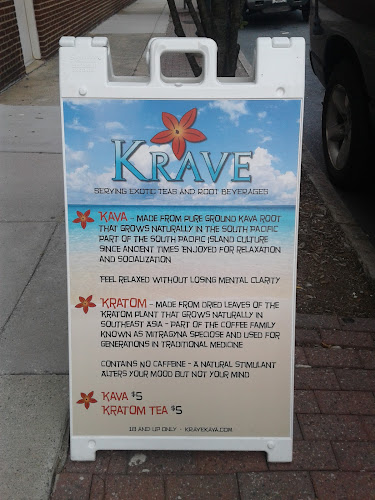 KRAVE
SERVING EXOTIC TEAS AND ROOT BEVERAGES
KAVA - MADE FROM PURE GROUND KAVA ROOT
THAT GROWS NATURALLY IN THE SOUTH PACIFIC
PART OF THE SOUTH PACIFIC ISLAND CULTURE
SINCE ANCIENT TIMES ENJOYED FOR RELAXATION
AND SOCIALIZATION
FEEL RELAXED WITHOUT LOSING MENTAL CLARITY
KRATOM - MADE FROM DRIED LEAVES OF THE
KRATOM PLANT THAT GROWS NATURALLY IN
SOUTHEAST ASIA - PART OF THE COFFEE FAMILY
KNOWN AS MITRAGYNA SPECIOSE AND USED FOR
GENERATIONS IN TRADITIONAL MEDICINE
CONTAINS NO CAFFEINE - A NATURAL STIMULANT
ALTERS YOUR MOOD BUT NOT YOUR MIND
KAVA $5
KRATOM TEA $5
18 AND UP ONLY - KRAVEKAVA.COM